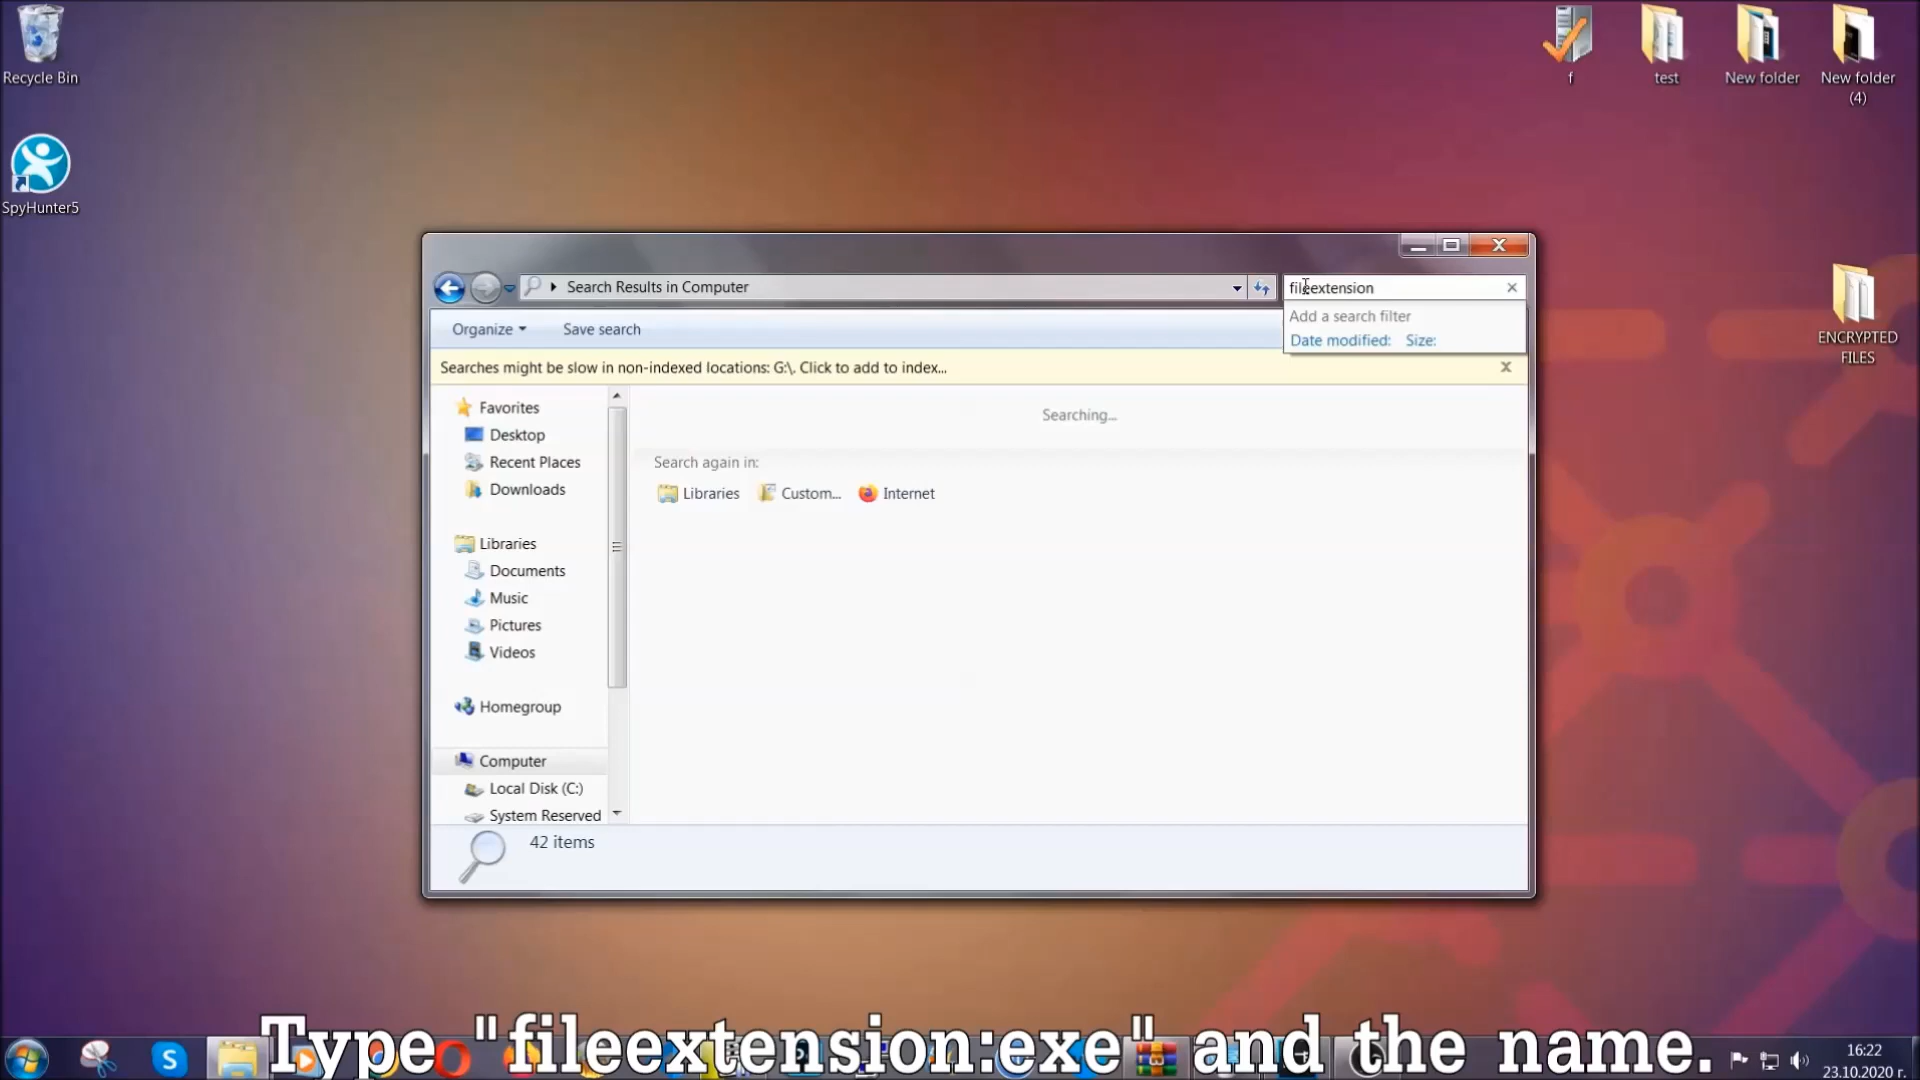 Recycle Bin
SpyHunter5
f
test
New folder
New folder
(4)
ENCRYPTED
FILES
Search Results in Computer
fileextension
Add a search filter
Date modified: Size:
Organize
Save search
Searches might be slow in non-indexed locations: G:\. Click to add to index...
Favorites
Desktop
Recent Places
Downloads
Libraries
Documents
Music
Pictures
Videos
Homegroup
Computer
Local Disk (C:)
System Reserved
Searching...
Search again in:
Libraries
Custom...
Internet
42 items
Type "fileextension:exe" and the name.
16:22
23.10.2020 г.